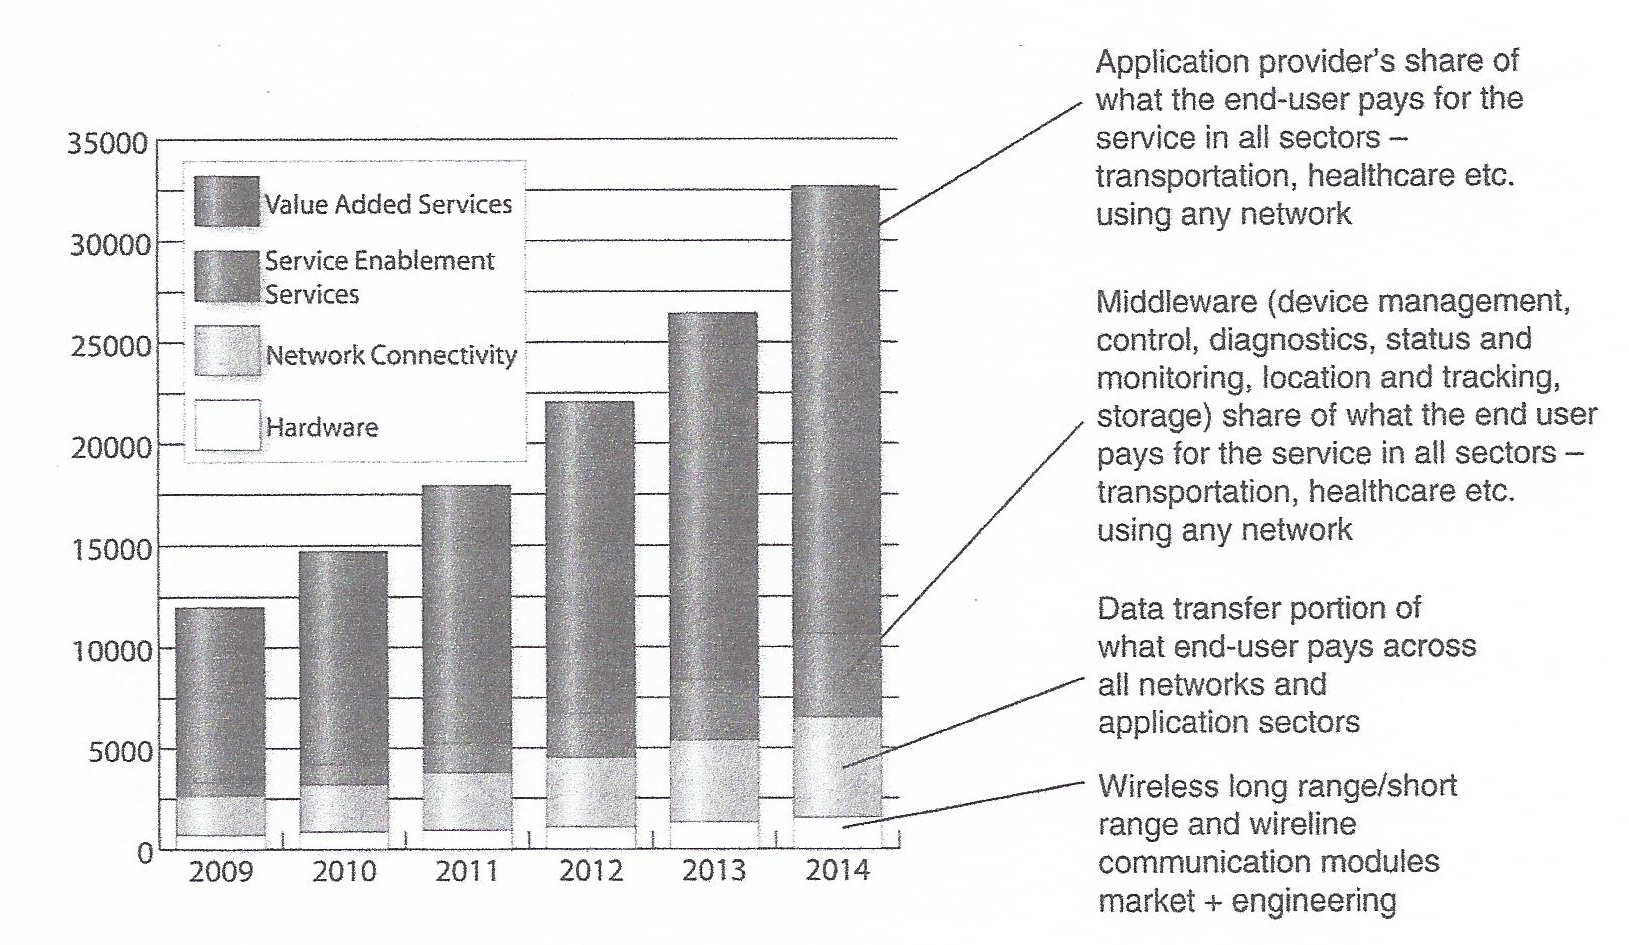 35000
30000
25000
20000
15000
10000
5000
0
Value Added Services
Service Enablement
Services
Network Connectivity
Hardware
2009
2010
2011
2012
2013
2014
Application provider's share of
what the end-user pays for the
service in all sectors –
transportation, healthcare etc.
using any network
Middleware (device management,
control, diagnostics, status and
monitoring, location and tracking,
storage) share of what the end user
pays for the service in all sectors –
transportation, healthcare etc.
using any network
Data transfer portion of
what end-user pays across
all networks and
application sectors
Wireless long range/short
range and wireline
communication modules
market + engineering